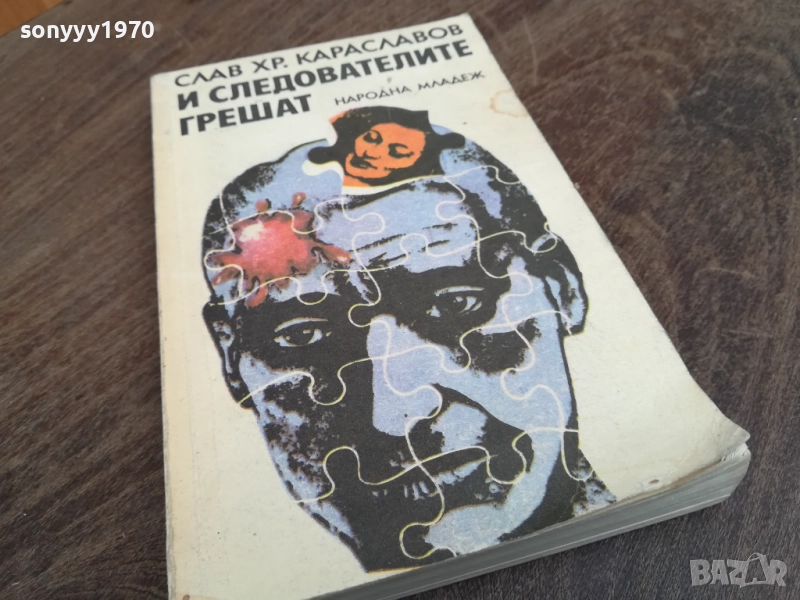 sonyyy1970
СЛАВ ХР. КАРАСЛАВОВ
И СЛЕДОВАТЕЛИТЕ
ГРЕШАТ
НАРОДНА МЛАДЕЖ
BAZAR